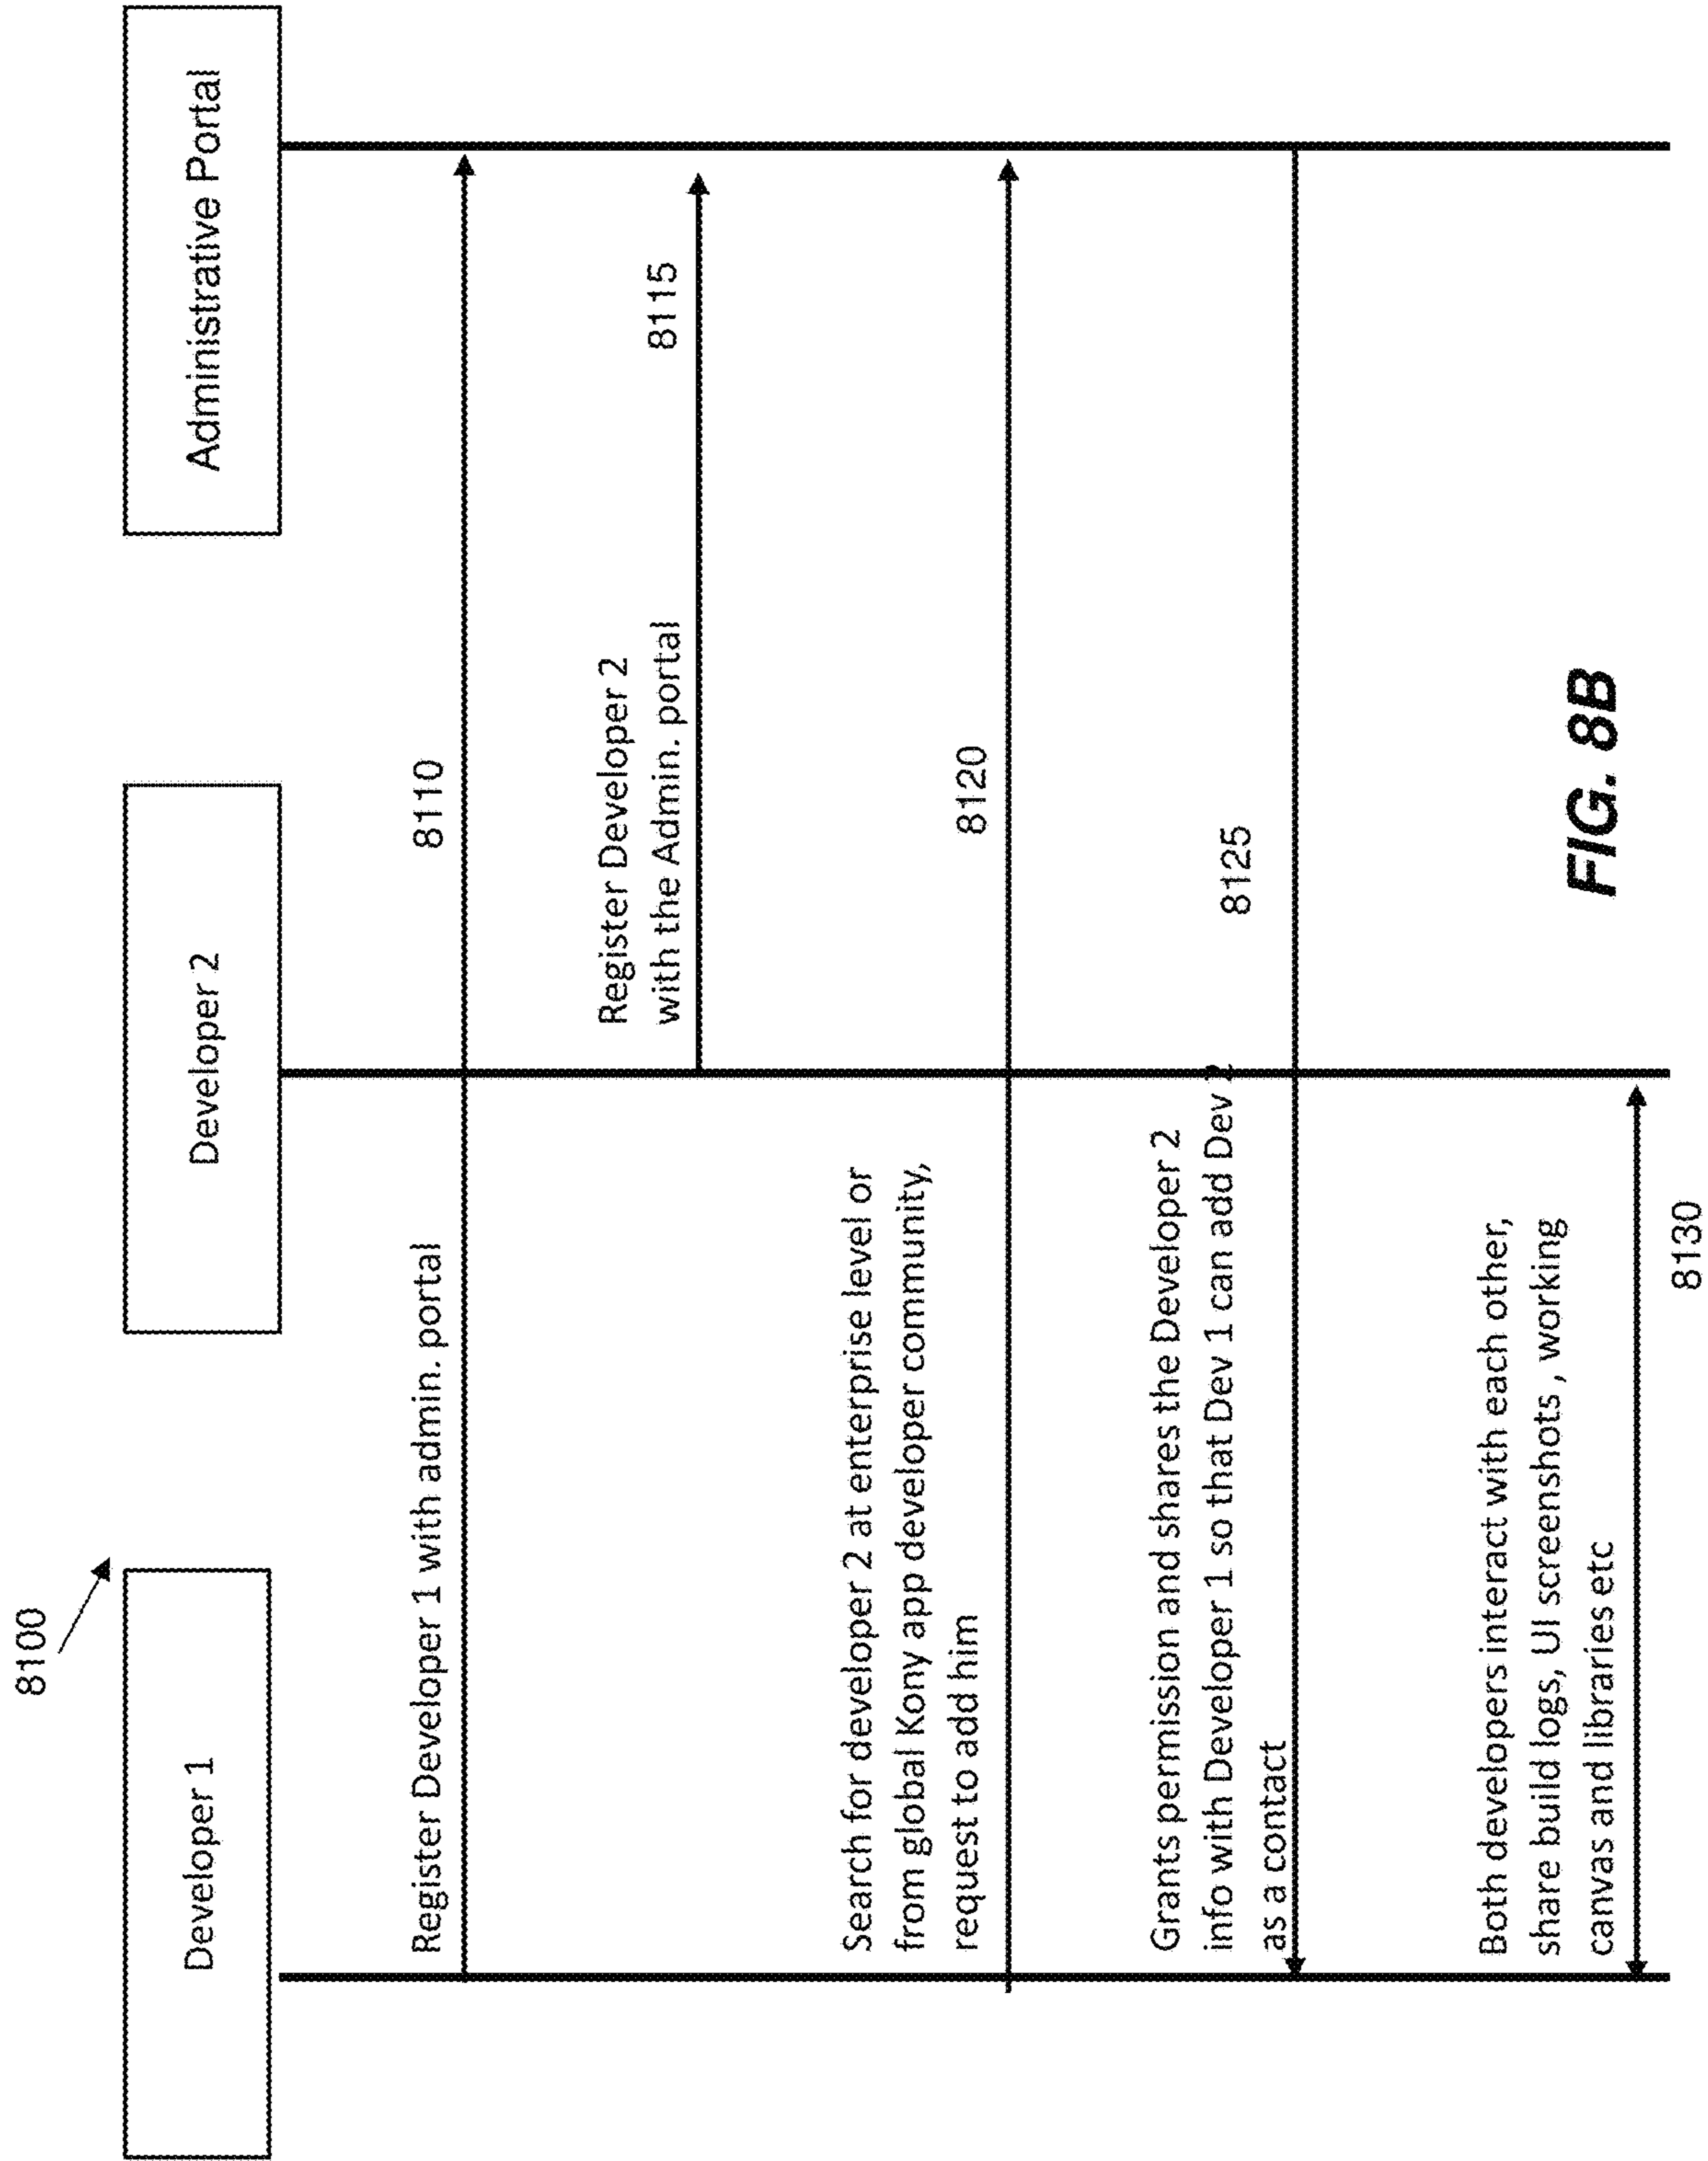 8100
Developer 1
Developer 2
Administrative Portal
Register Developer 1 with admin. portal
8110
Register Developer 2
with the Admin. portal
8115
Search for developer 2 at enterprise level or
from global Kony app developer community,
request to add him
8120
Grants permission and shares the Developer 2
info with Developer 1 so that Dev 1 can add Dev 2
as a contact
8125
Both developers interact with each other,
share build logs, UI screenshots , working
canvas and libraries etc
8130
FIG. 8B